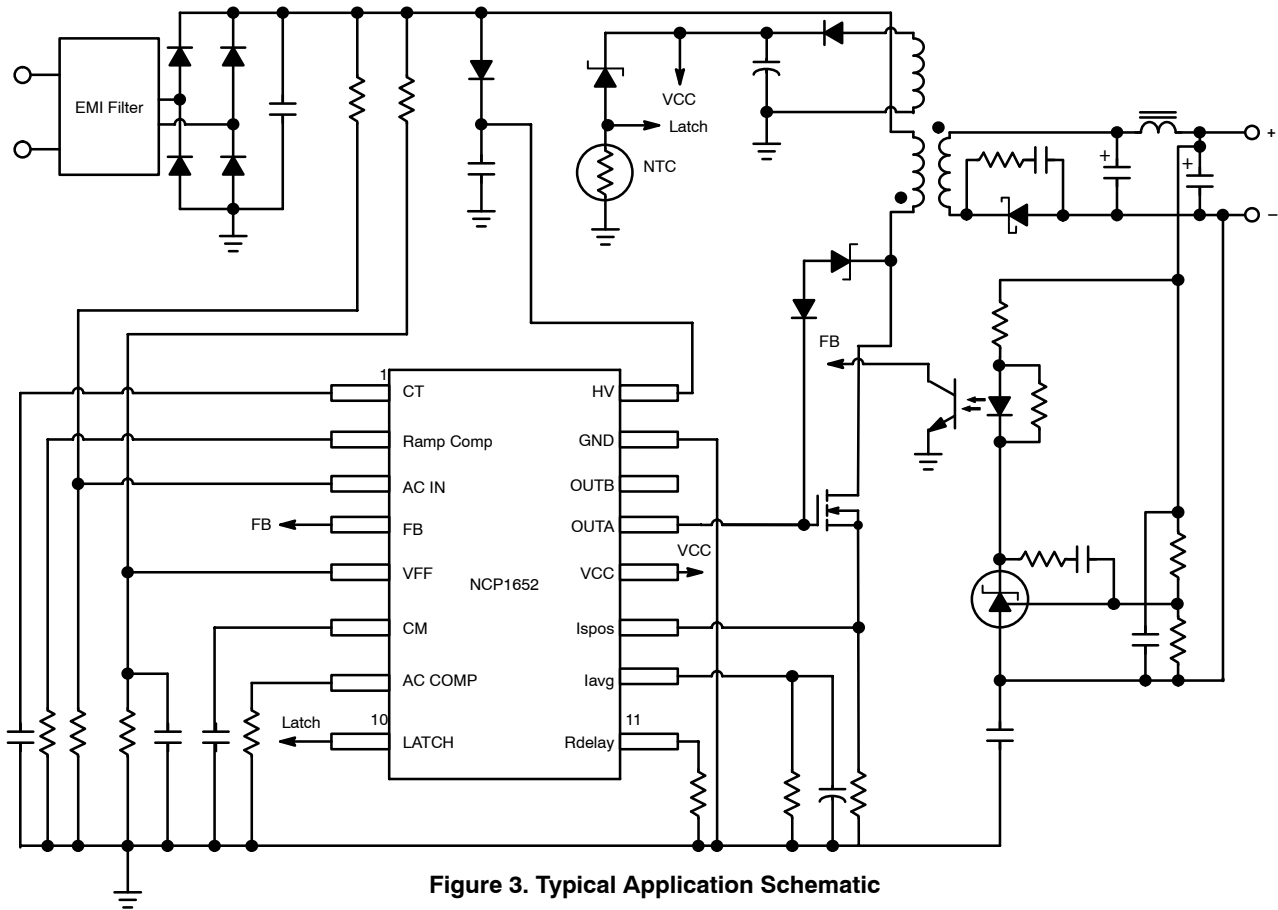 EMI Filter
VCC
Latch
NTC
+
+
+
–
FB
1
CT
HV
Ramp Comp
GND
AC IN
OUTB
FB
FB
OUTA
VCC
VFF
NCP1652
VCC
CM
Ispos
AC COMP
Iavg
Latch
10
11
LATCH
Rdelay
Figure 3. Typical Application Schematic